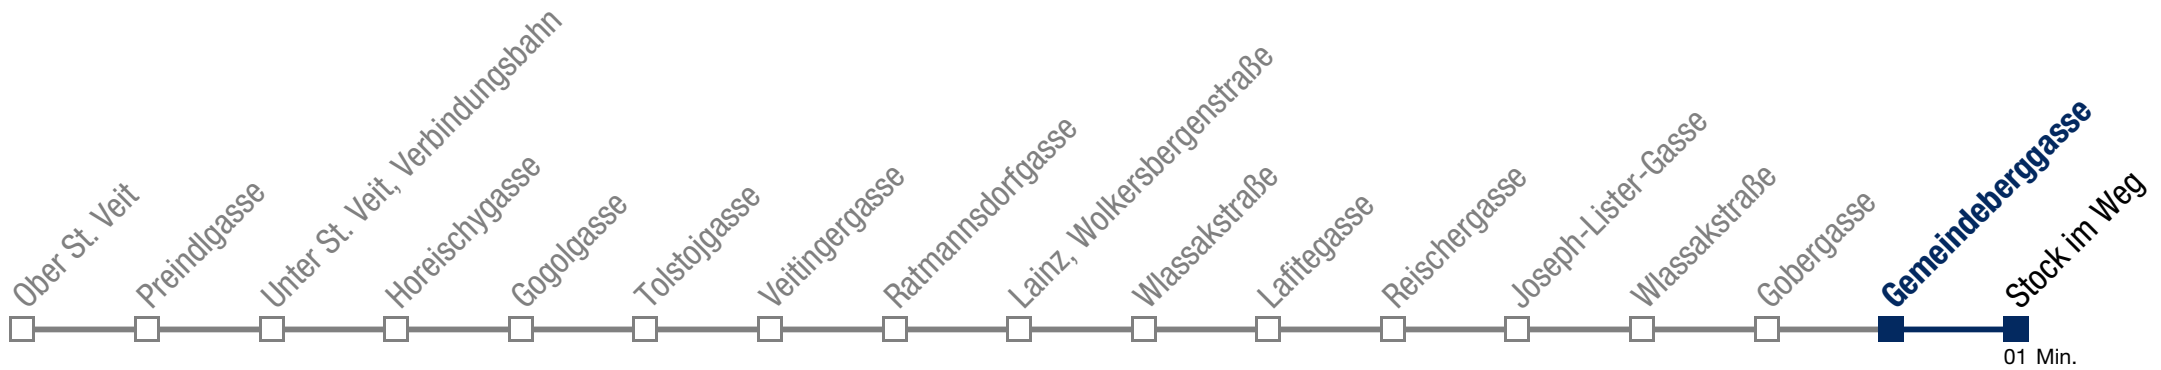 Ober St. Veit
Preindlgasse
Unter St. Veit, Verbindungsbahn
Horeischygasse
Gogolgasse
Tolstojgasse
Veitingergasse
Ratmannsdorfgasse
Lainz, Wolkersbergenstraße
Wlassakstraße
Lafitegasse
Reischergasse
Joseph-Lister-Gasse
Wlassakstraße
Gobergasse
Gemeindeberggasse
Stock im Weg
01 Min.